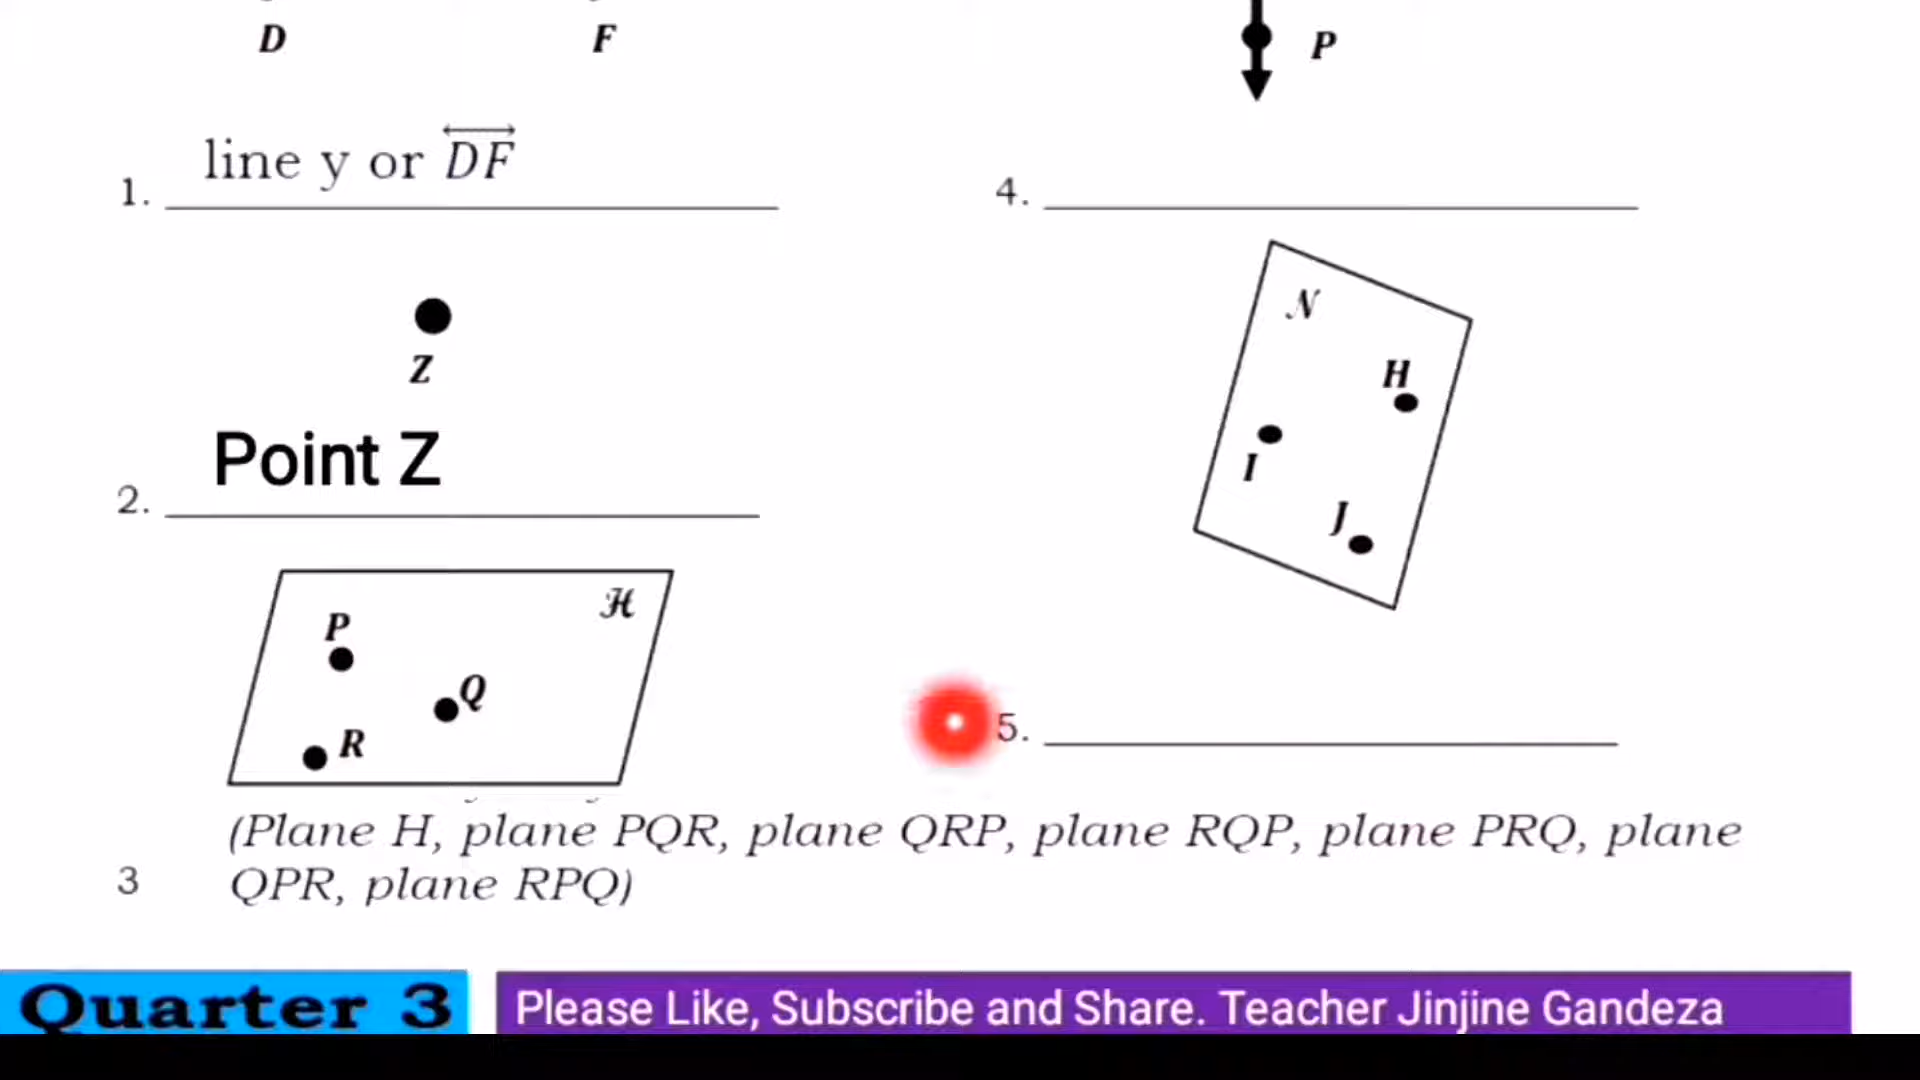 D F
P
line y or DF
1.
4.
Z
Point Z
2.
N
H
I
J
5.
P
H
Q
R
(Plane H, plane PQR, plane QRP, plane RQP, plane PRQ, plane
3 QPR, plane RPQ)
Quarter 3
Please Like, Subscribe and Share. Teacher Jinjine Gandeza